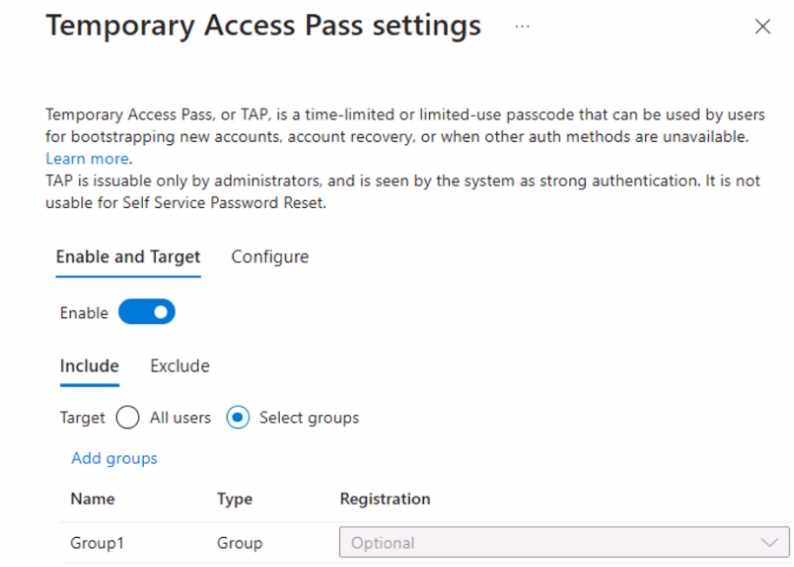 Temporary Access Pass settings ...
Temporary Access Pass, or TAP, is a time-limited or limited-use passcode that can be used by users
for bootstrapping new accounts, account recovery, or when other auth methods are unavailable.
Learn more.
TAP is issuable only by administrators, and is seen by the system as strong authentication. It is not
usable for Self Service Password Reset.
Enable and Target Configure
Enable
Include Exclude
Target All users Select groups
Add groups
Name Type Registration
Group1 Group Optional